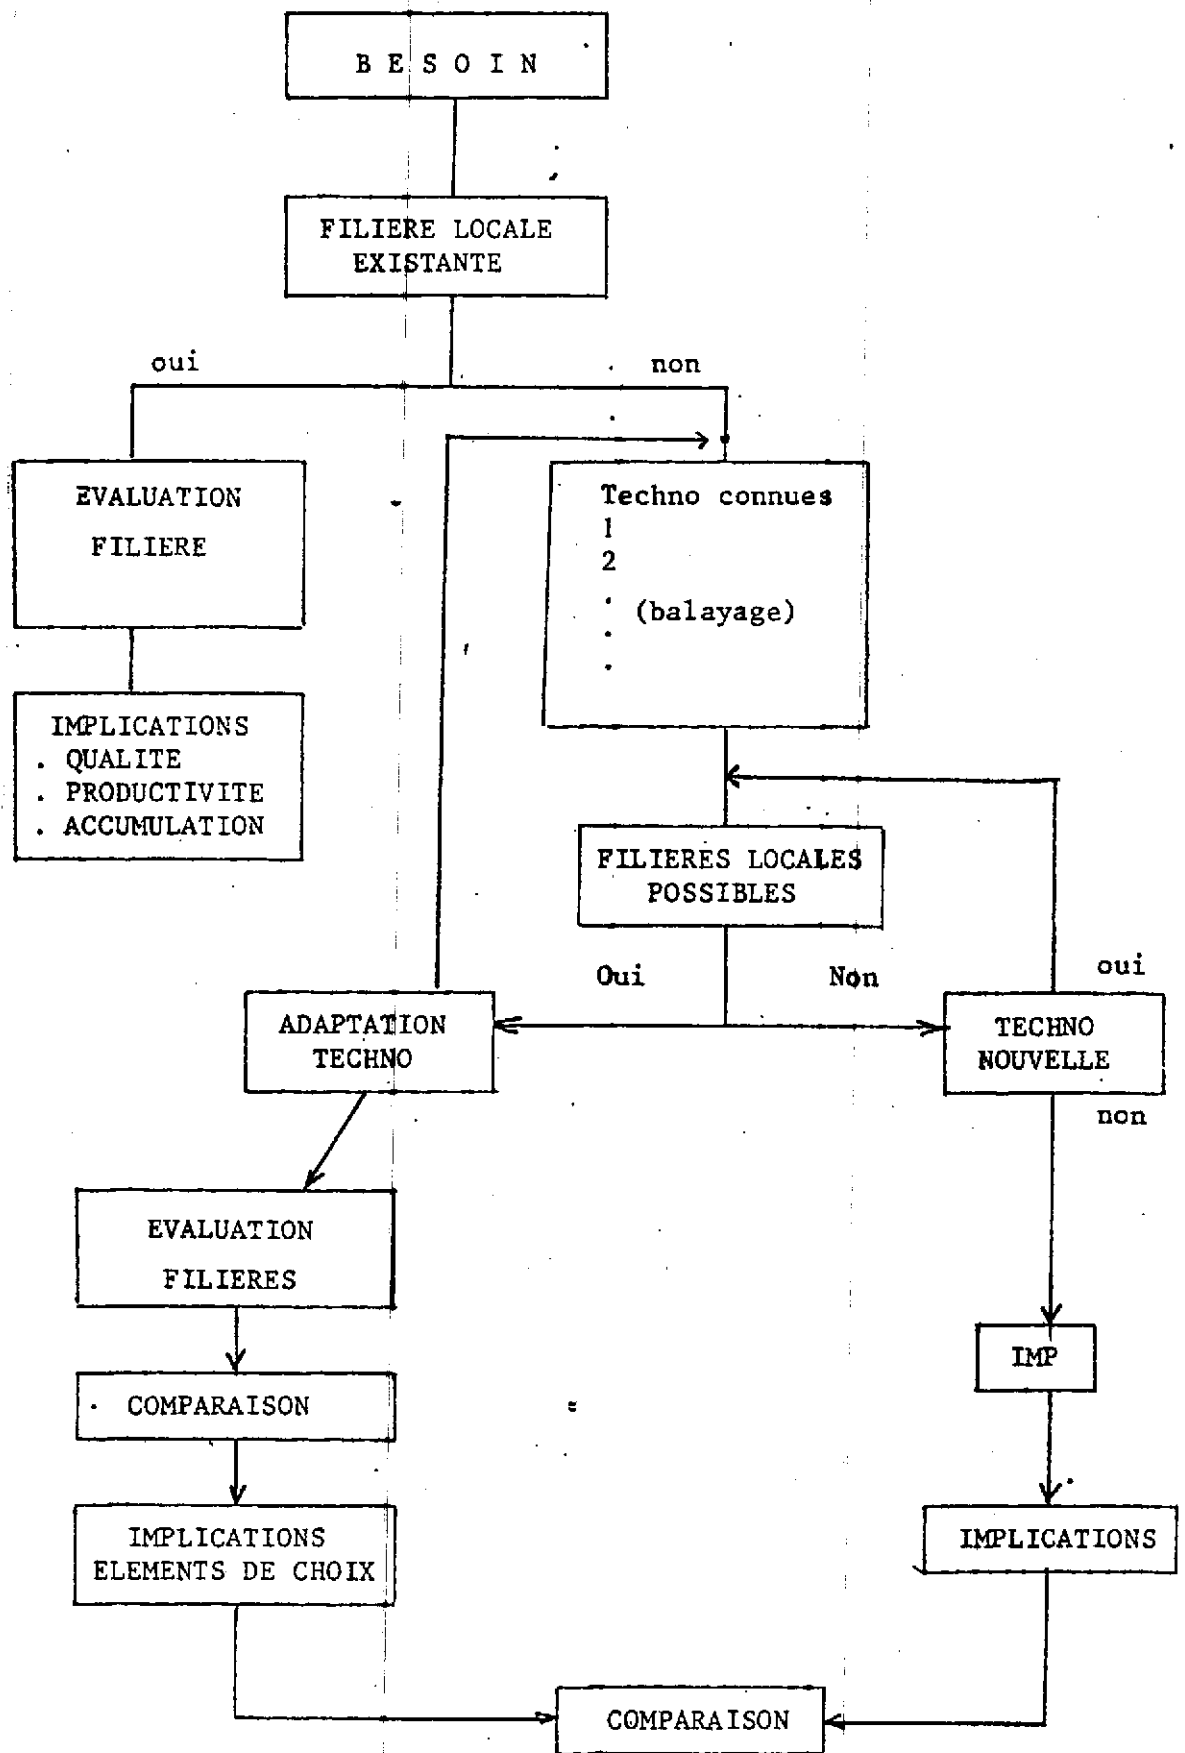 B E S O I N
FILIERE LOCALE
EXISTANTE
oui
non
EVALUATION
FILIERE
Techno connues
1
2
.
(balayage)
.
.
IMPLICATIONS
. QUALITE
. PRODUCTIVITE
. ACCUMULATION
FILIERES LOCALES
POSSIBLES
Oui
Non
oui
ADAPTATION
TECHNO
TECHNO
NOUVELLE
non
EVALUATION
FILIERES
IMP
COMPARAISON
IMPLICATIONS
ELEMENTS DE CHOIX
IMPLICATIONS
COMPARAISON